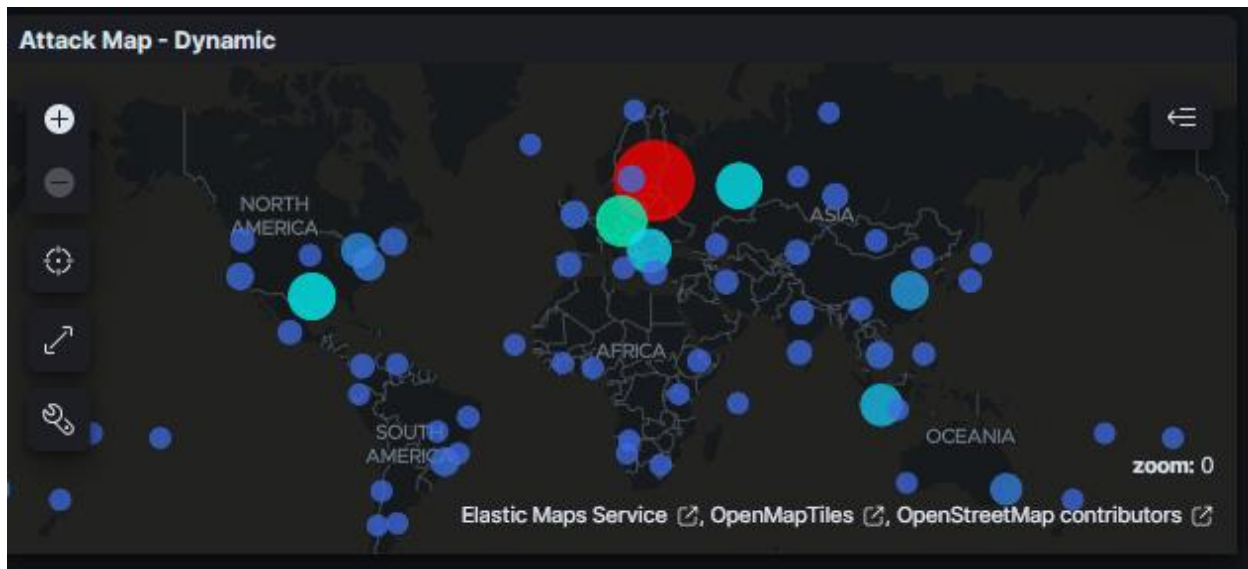 Attack Map - Dynamic
NORTH
AMERICA
ASIA
AFRICA
SOUTH
AMERICA
OCEANIA
zoom: 0
Elastic Maps Service, OpenMapTiles, OpenStreetMap contributors